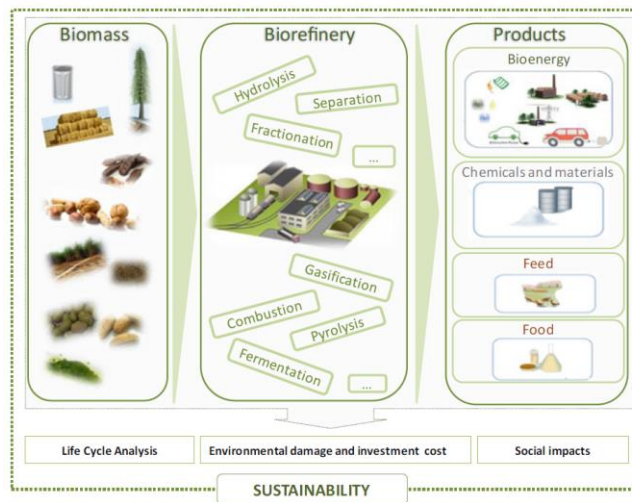 Biomass
Biorefinery
Products
Hydrolysis
Separation
Fractionation
...
Gasification
Combustion
Pyrolysis
Fermentation
...
Bioenergy
Chemicals and materials
Feed
Food
Life Cycle Analysis
Environmental damage and investment cost
Social impacts
SUSTAINABILITY